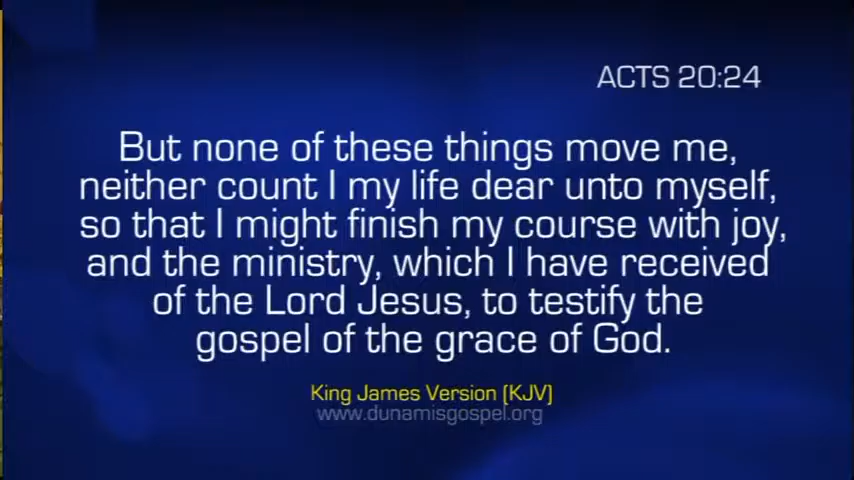 ACTS 20:24
But none of these things move me,
neither count I my life dear unto myself,
so that I might finish my course with joy,
and the ministry, which I have received
of the Lord Jesus, to testify the
gospel of the grace of God.
King James Version (KJV)
www.dunamisgospel.org